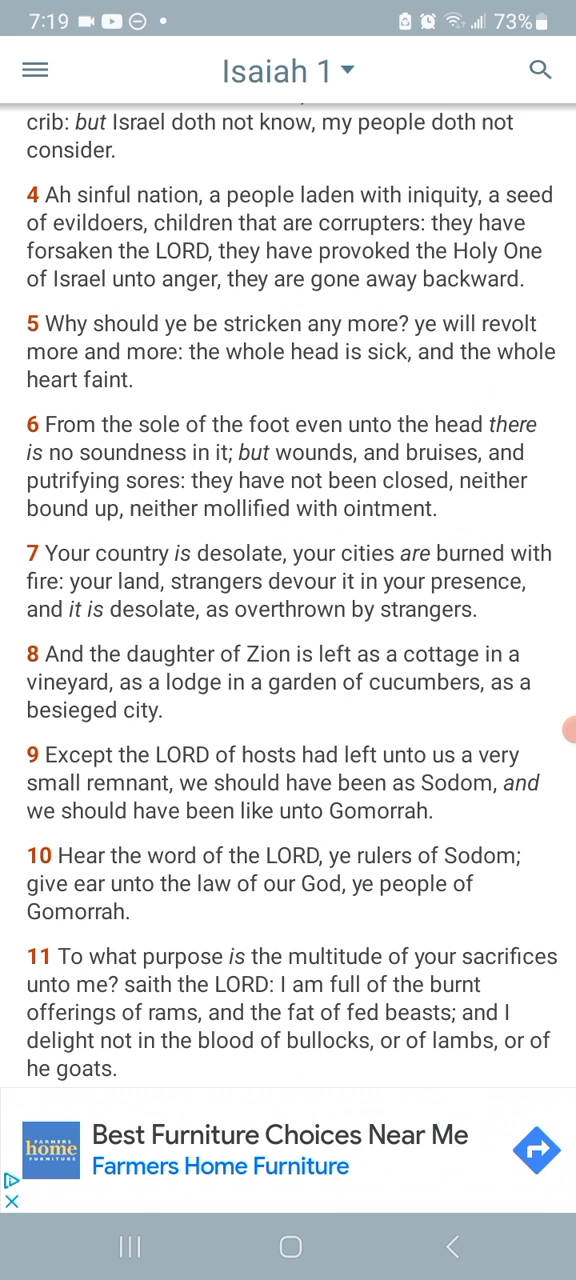 7:19
73%
Isaiah 1
crib: but Israel doth not know, my people doth not
consider.
4 Ah sinful nation, a people laden with iniquity, a seed
of evildoers, children that are corrupters: they have
forsaken the LORD, they have provoked the Holy One
of Israel unto anger, they are gone away backward.
5 Why should ye be stricken any more? ye will revolt
more and more: the whole head is sick, and the whole
heart faint.
6 From the sole of the foot even unto the head there
is no soundness in it; but wounds, and bruises, and
putrifying sores: they have not been closed, neither
bound up, neither mollified with ointment.
7 Your country is desolate, your cities are burned with
fire: your land, strangers devour it in your presence,
and it is desolate, as overthrown by strangers.
8 And the daughter of Zion is left as a cottage in a
vineyard, as a lodge in a garden of cucumbers, as a
besieged city.
9 Except the LORD of hosts had left unto us a very
small remnant, we should have been as Sodom, and
we should have been like unto Gomorrah.
10 Hear the word of the LORD, ye rulers of Sodom;
give ear unto the law of our God, ye people of
Gomorrah.
11 To what purpose is the multitude of your sacrifices
unto me? saith the LORD: I am full of the burnt
offerings of rams, and the fat of fed beasts; and I
delight not in the blood of bullocks, or of lambs, or of
he goats.
FARMERS
home
FURNITURE
Best Furniture Choices Near Me
Farmers Home Furniture